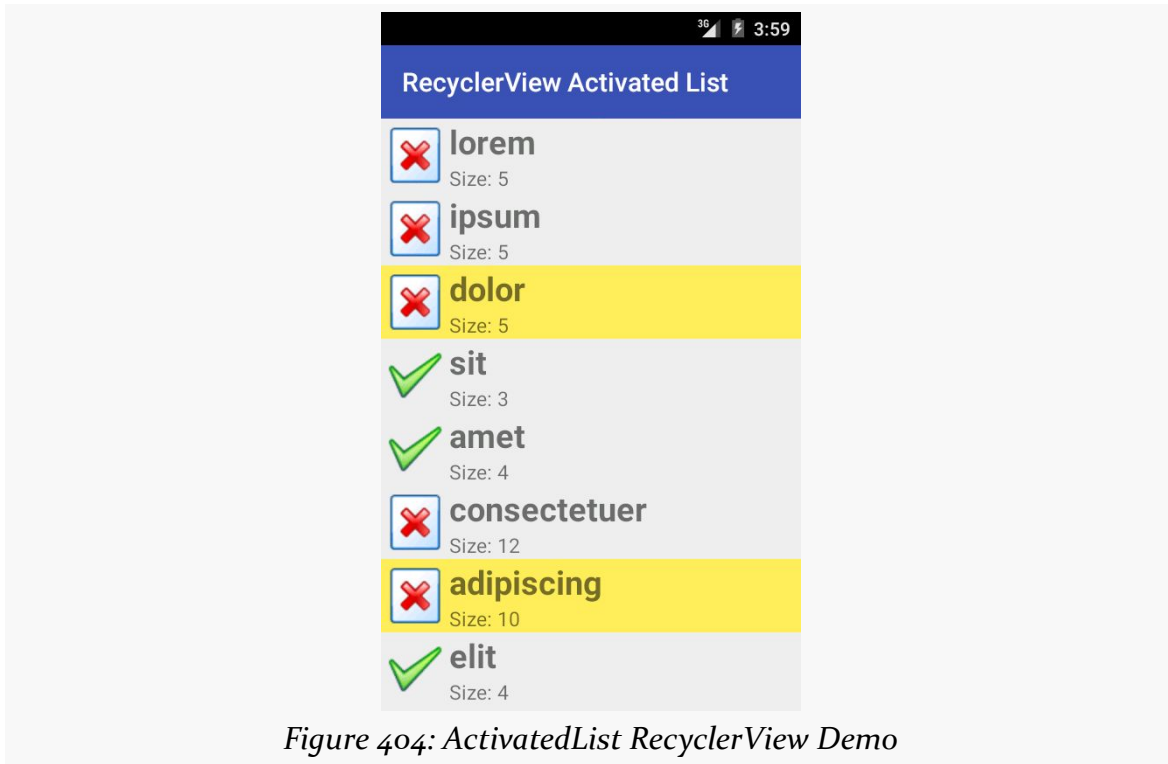 3G 3:59
RecyclerView Activated List
lorem
Size: 5
ipsum
Size: 5
dolor
Size: 5
sit
Size: 3
amet
Size: 4
consectetuer
Size: 12
adipiscing
Size: 10
elit
Size: 4
Figure 404: ActivatedList RecyclerView Demo